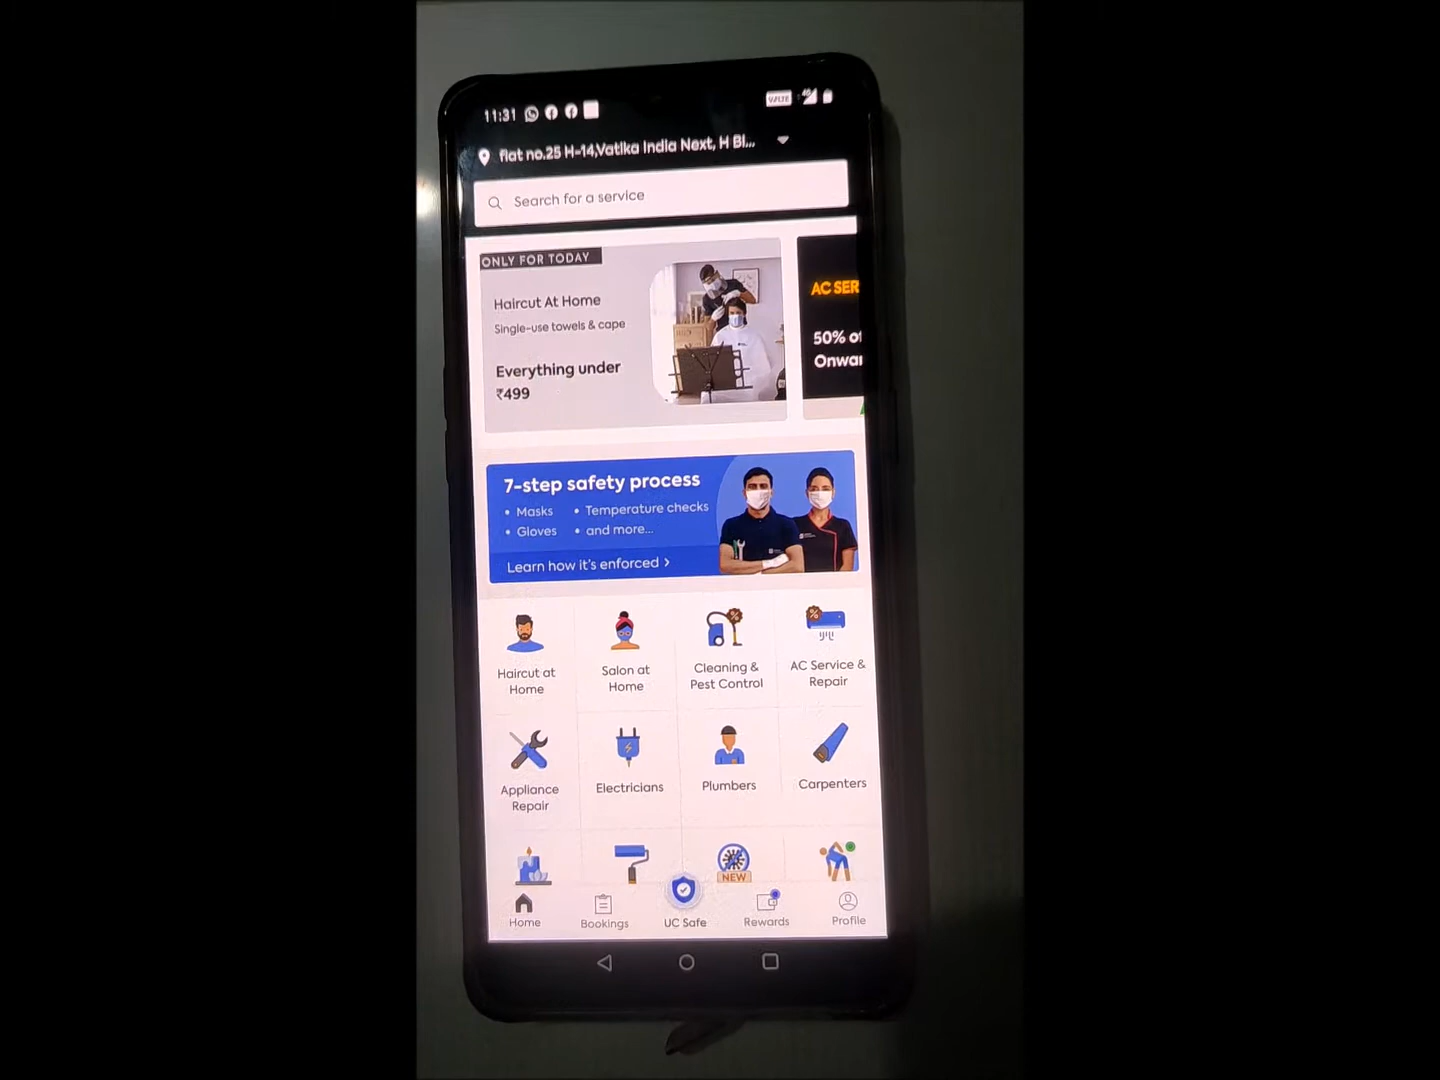 11:31
VoLTE 4G
flat no.25 H-14,Vatika India Next, H Bl...
Search for a service
ONLY FOR TODAY
Haircut At Home
Single-use towels & cape
Everything under
₹499
AC SER
50% of
Onwar
7-step safety process
• Masks • Temperature checks
• Gloves • and more...
Learn how it's enforced >
Haircut at
Home
Salon at
Home
Cleaning &
Pest Control
AC Service &
Repair
Appliance
Repair
Electricians
Plumbers
Carpenters
NEW
Home
Bookings
UC Safe
Rewards
Profile